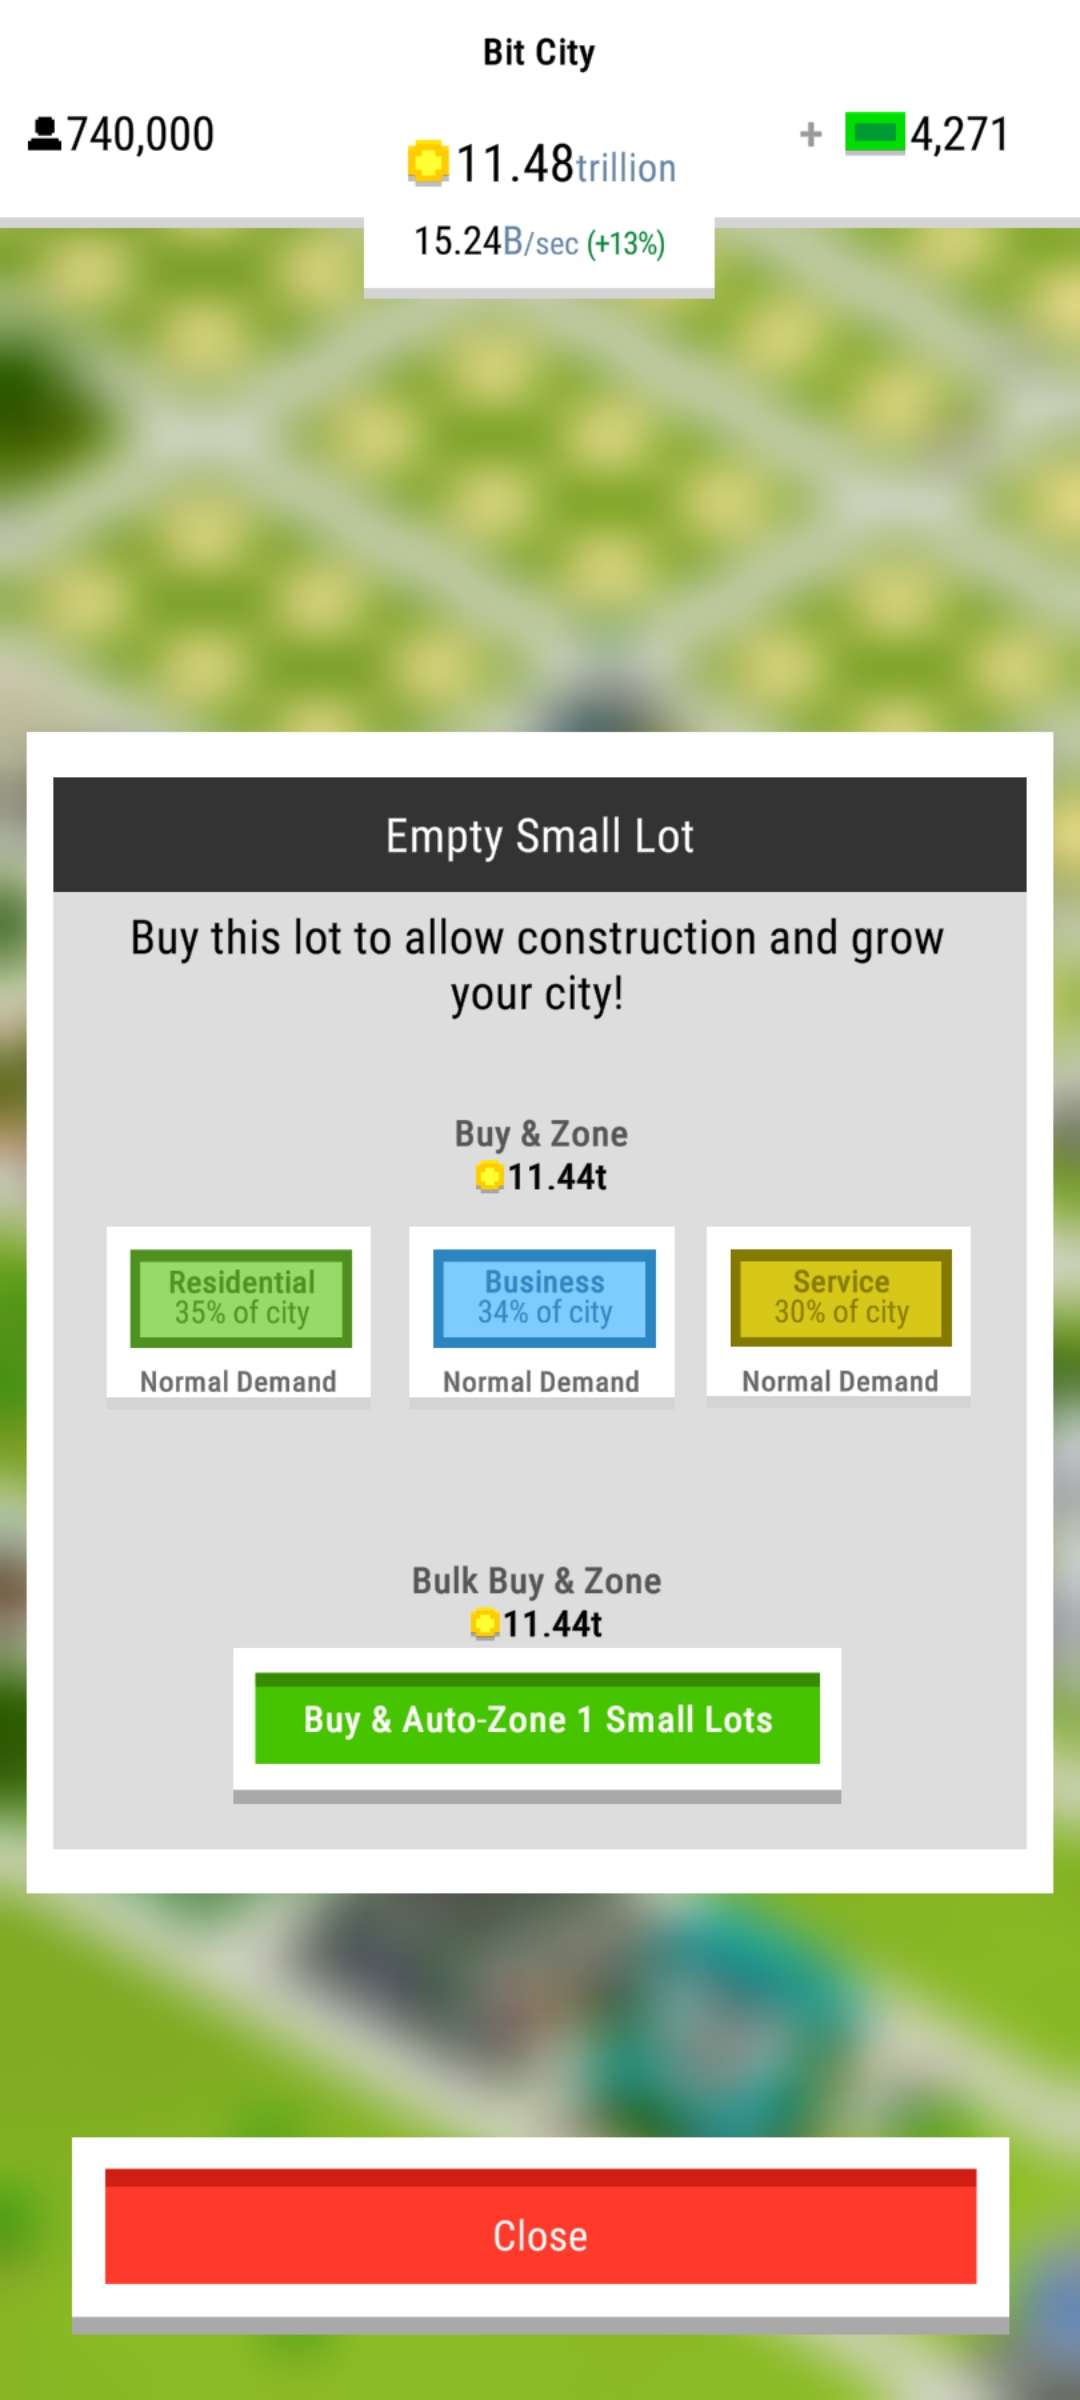 Bit City
740,000
+ 4,271
11.48trillion
15.24B/sec (+13%)
Empty Small Lot
Buy this lot to allow construction and grow
your city!
Buy & Zone
11.44t
Residential
35% of city
Normal Demand
Business
34% of city
Normal Demand
Service
30% of city
Normal Demand
Bulk Buy & Zone
11.44t
Buy & Auto-Zone 1 Small Lots
Close